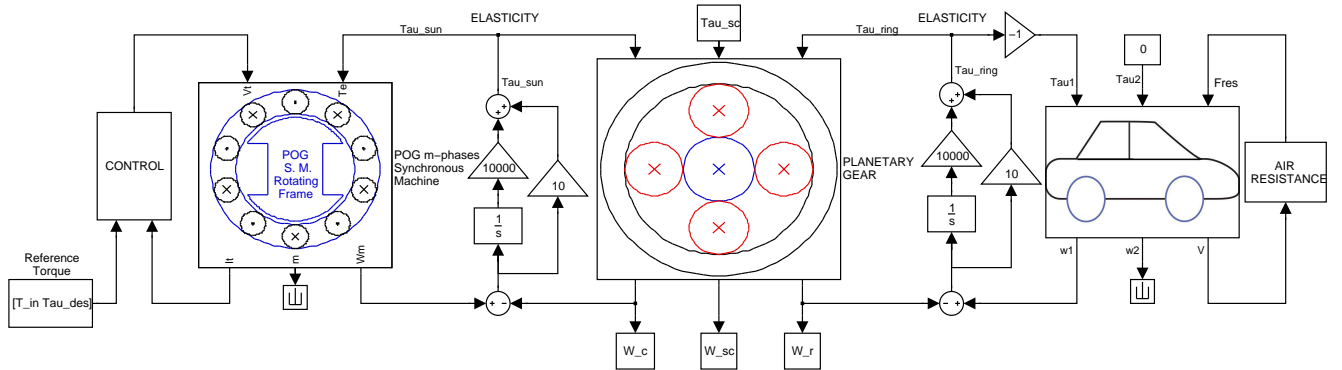 ELASTICITY
Tau_sc
ELASTICITY
Tau_sun
Tau_ring
−1
0
Tau_sun
Tau_ring
Tau1
Tau2
Fres
Vt
Te
+
+
+
+
CONTROL
POG
S. M.
Rotating
Frame
POG m−phases
Synchronous
Machine
10000
10
PLANETARY
GEAR
10000
10
AIR
RESISTANCE
1
s
1
s
It
m
Wm
w1
w2
V
Reference
Torque
[T_in Tau_des]
+
−
−
+
W_c
W_sc
W_r